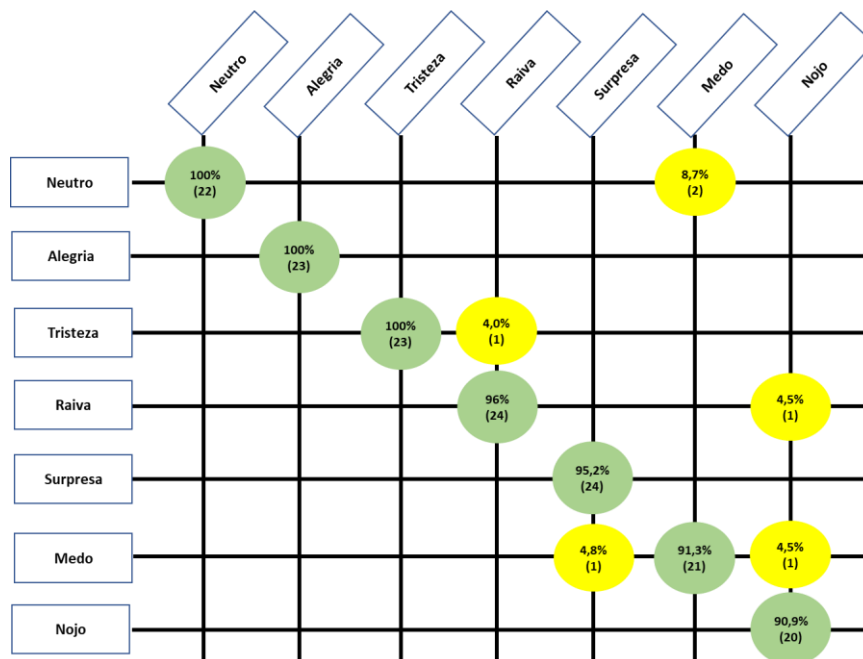 Neutro
Alegria
Tristeza
Raiva
Surpresa
Medo
Nojo
Neutro
100%
(22)
8,7%
(2)
Alegria
100%
(23)
Tristeza
100%
(23)
4,0%
(1)
Raiva
96%
(24)
4,5%
(1)
Surpresa
95,2%
(24)
Medo
4,8%
(1)
91,3%
(21)
4,5%
(1)
Nojo
90,9%
(20)